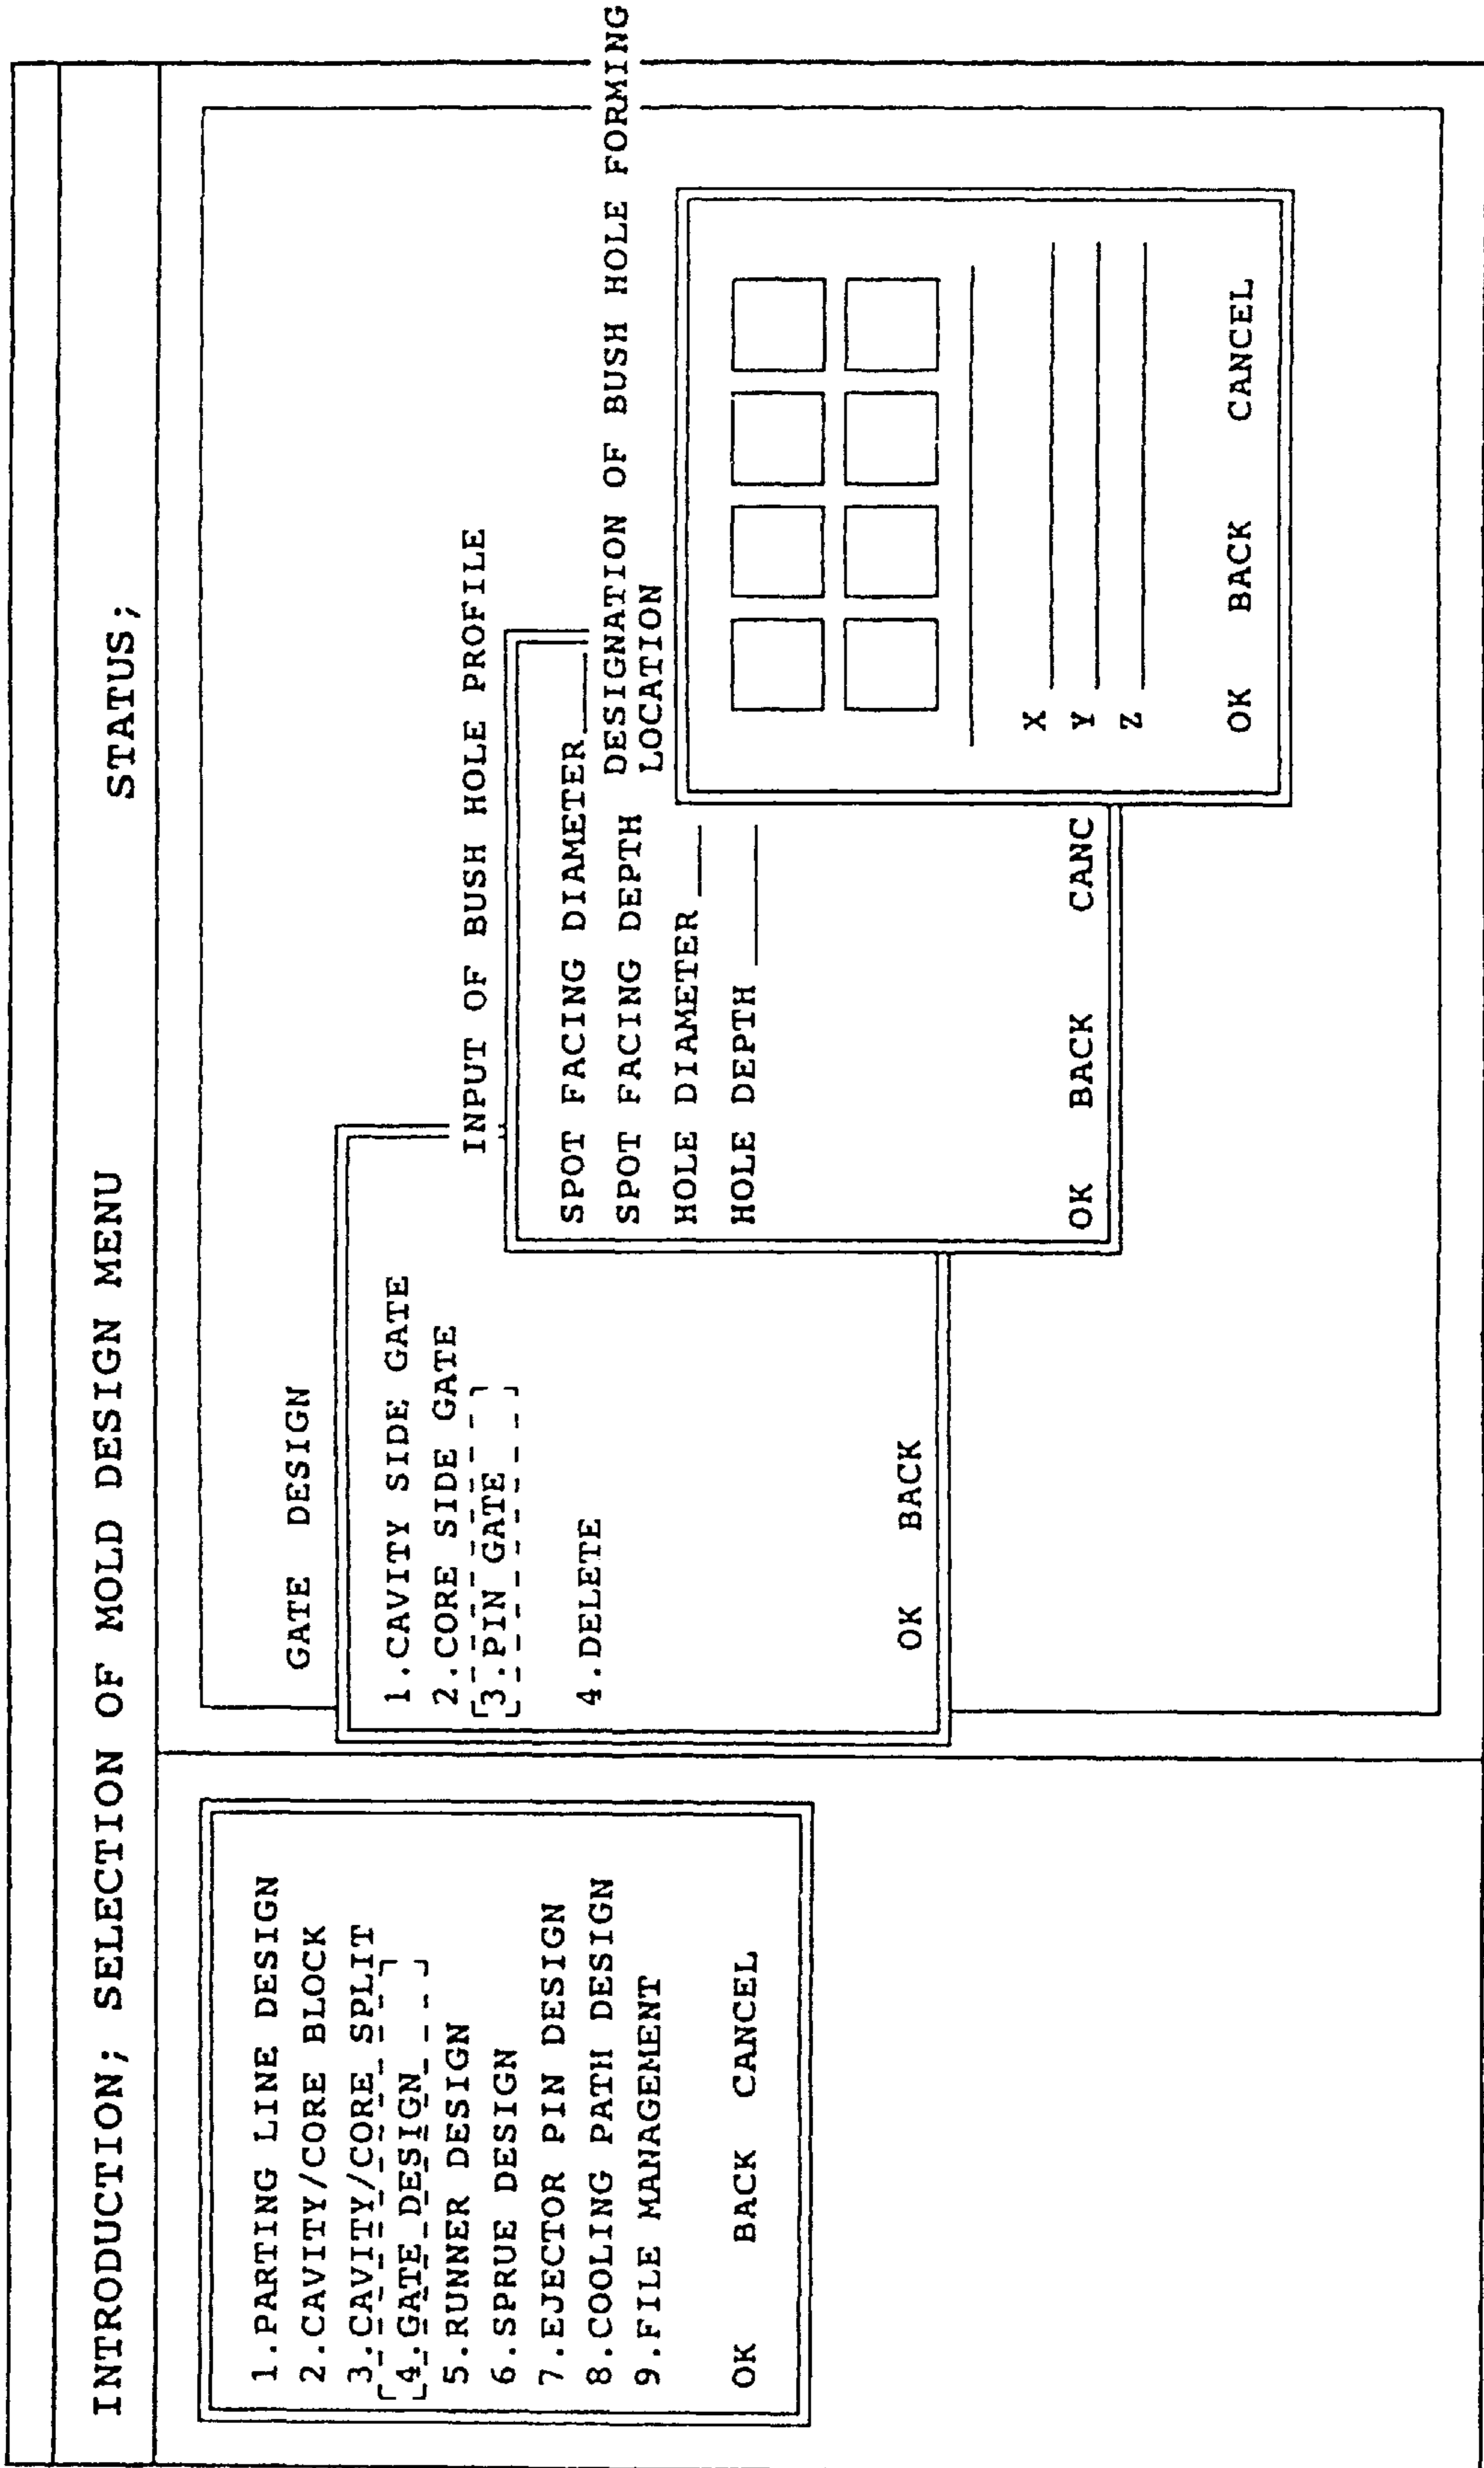 INTRODUCTION; SELECTION OF MOLD DESIGN MENU
STATUS;
1.PARTING LINE DESIGN
2.CAVITY/CORE BLOCK
3.CAVITY/CORE SPLIT
4.GATE DESIGN
5.RUNNER DESIGN
6.SPRUE DESIGN
7.EJECTOR PIN DESIGN
8.COOLING PATH DESIGN
9.FILE MANAGEMENT
OK BACK CANCEL
GATE DESIGN
1.CAVITY SIDE GATE
2.CORE SIDE GATE
3.PIN GATE
4.DELETE
OK BACK
INPUT OF BUSH HOLE PROFILE
SPOT FACING DIAMETER
SPOT FACING DEPTH
HOLE DIAMETER
HOLE DEPTH
OK BACK CANC
DESIGNATION OF BUSH HOLE FORMING
LOCATION
X
Y
Z
OK BACK CANCEL